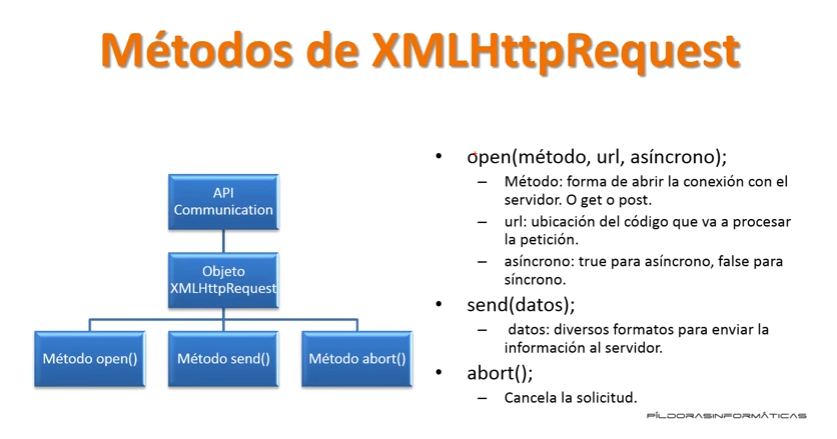 Métodos de XMLHttpRequest
API
Communication
Objeto
XMLHttpRequest
Método open()
Método send()
Método abort()
• open(método, url, asíncrono);
– Método: forma de abrir la conexión con el
servidor. O get o post.
– url: ubicación del código que va a procesar
la petición.
– asíncrono: true para asíncrono, false para
síncrono.
• send(datos);
– datos: diversos formatos para enviar la
información al servidor.
• abort();
– Cancela la solicitud.
PÍLDORASINFORMÁTICAS